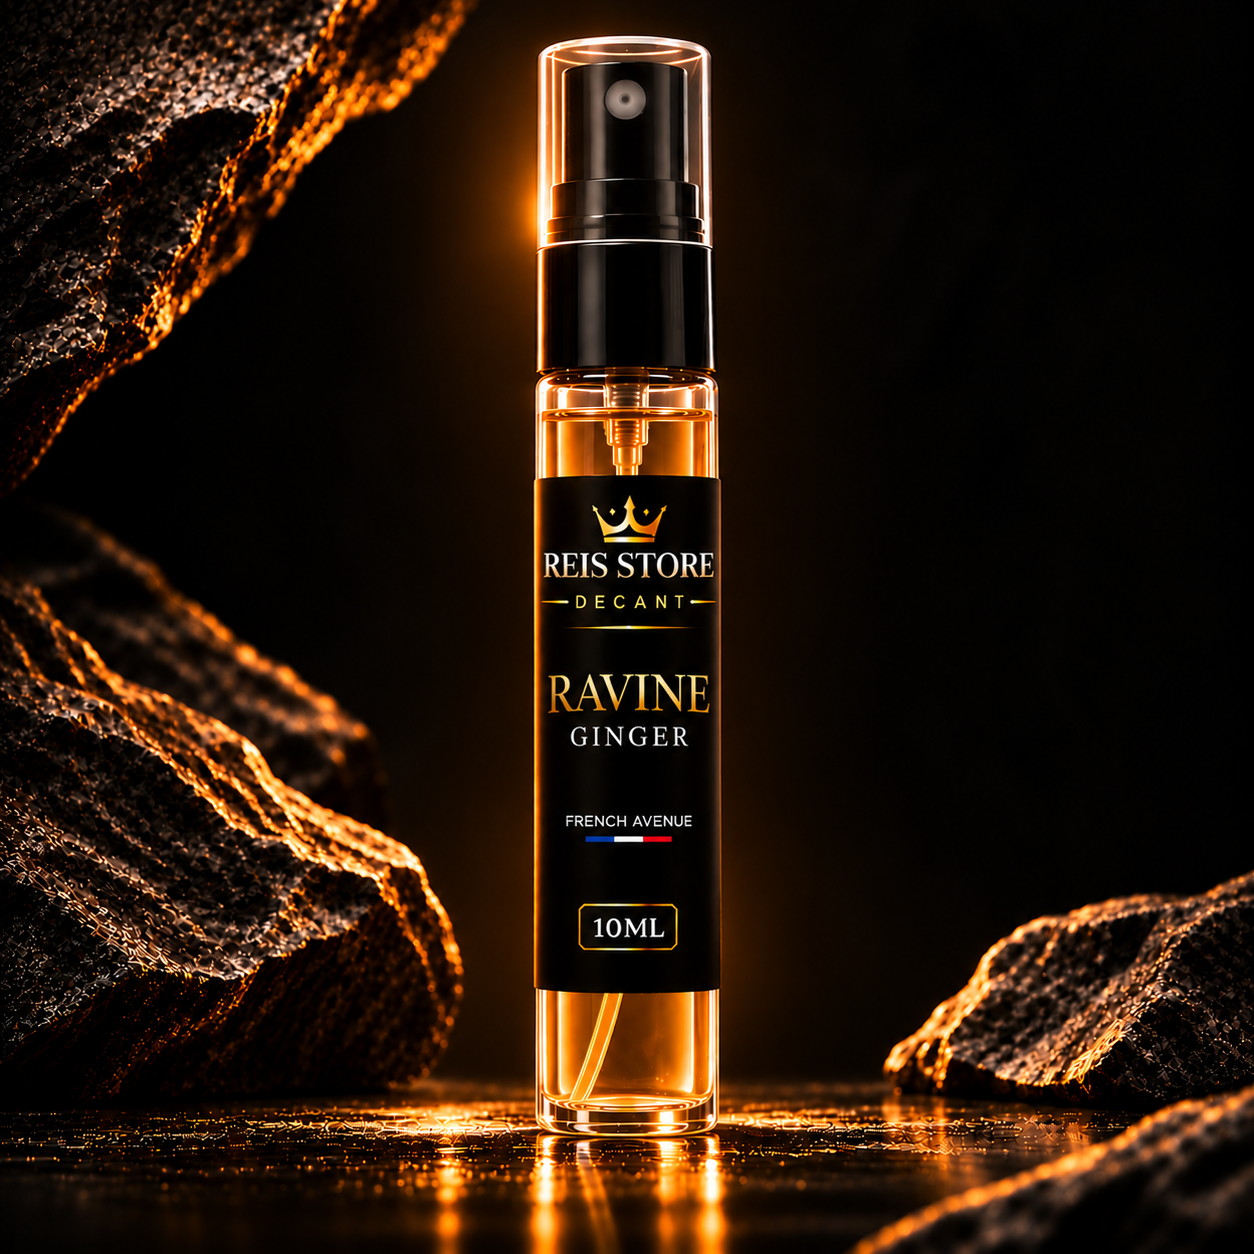 REIS STORE
DECANT
RAVINE
GINGER
FRENCH AVENUE
10ML